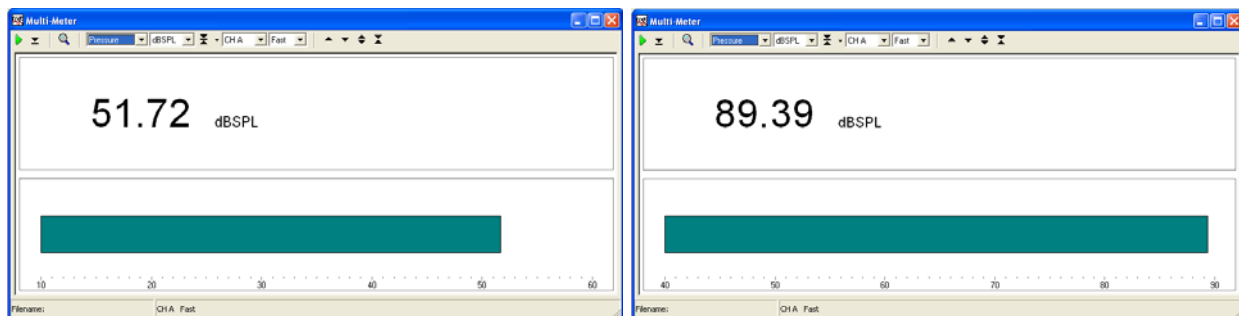 Multi-Meter
Pressure dBSPL CH A Fast
51.72 dBSPL
10 20 30 40 50 60
Filename: CH A Fast
Multi-Meter
Pressure dBSPL CH A Fast
89.39 dBSPL
40 50 60 70 80 90
Filename: CH A Fast